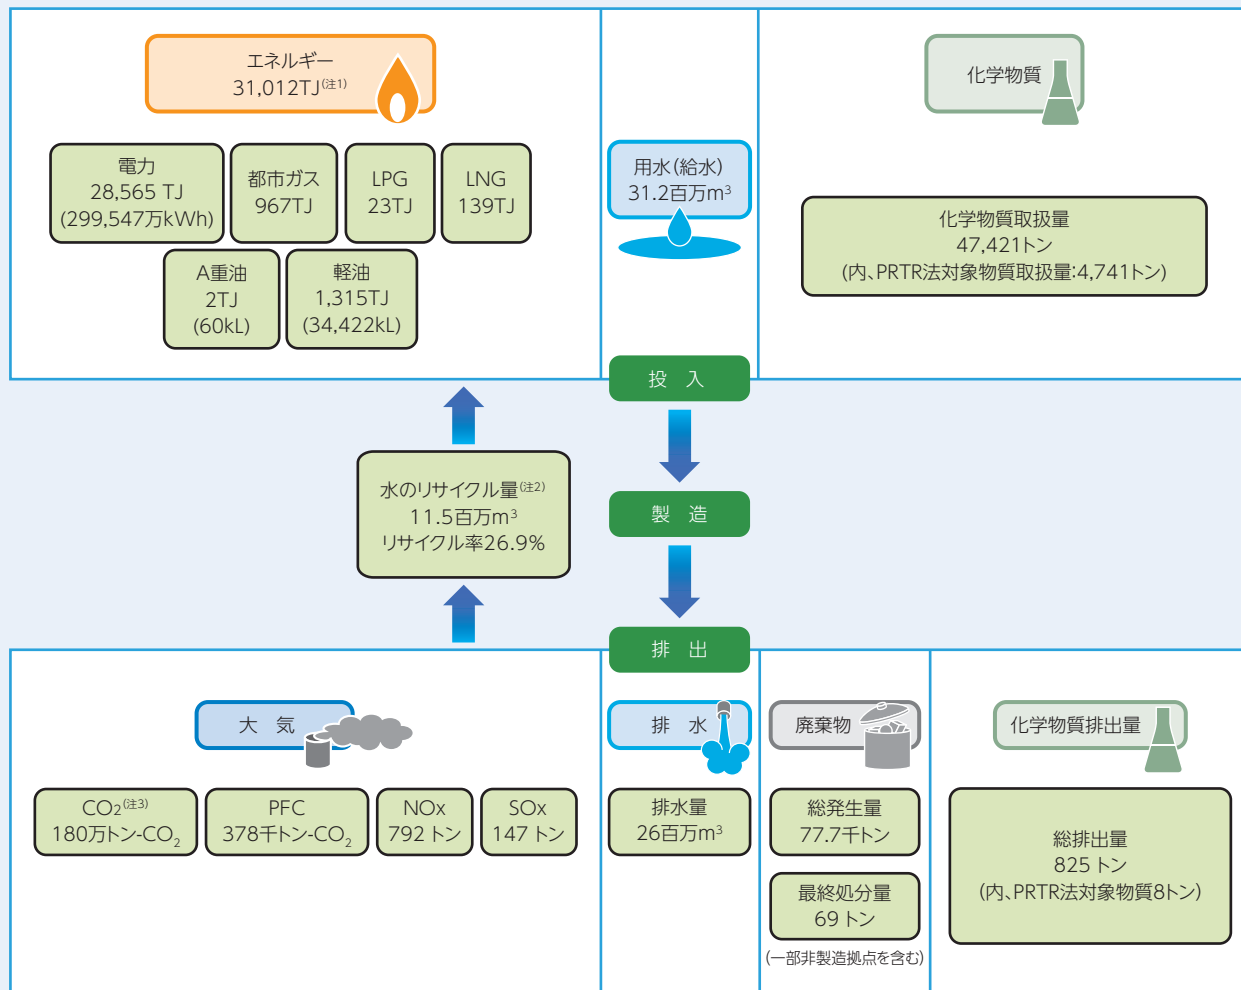 エネルギー
31,012TJ(注1)
電力
28,565 TJ
(299,547万kWh)
都市ガス
967TJ
LPG
23TJ
LNG
139TJ
A重油
2TJ
(60kL)
軽油
1,315TJ
(34,422kL)
用水(給水)
31.2百万m³
化学物質
化学物質取扱量
47,421トン
(内、PRTR法対象物質取扱量:4,741トン)
投 入
水のリサイクル量(注2)
11.5百万m³
リサイクル率26.9%
製 造
排 出
大 気
CO2(注3)
180万トン-CO₂
PFC
378千トン-CO₂
NOx
792 トン
SOx
147 トン
排 水
排水量
26百万m³
廃棄物
総発生量
77.7千トン
最終処分量
69 トン
(一部非製造拠点を含む)
化学物質排出量
総排出量
825 トン
(内、PRTR法対象物質8トン)